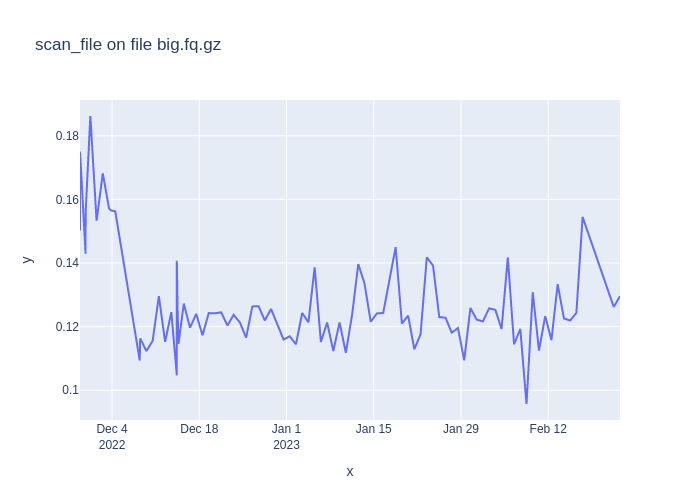 scan_file on file big.fq.gz
0.18
0.16
0.14
0.12
0.1
y
Dec 4
2022
Dec 18
Jan 1
2023
Jan 15
Jan 29
Feb 12
x